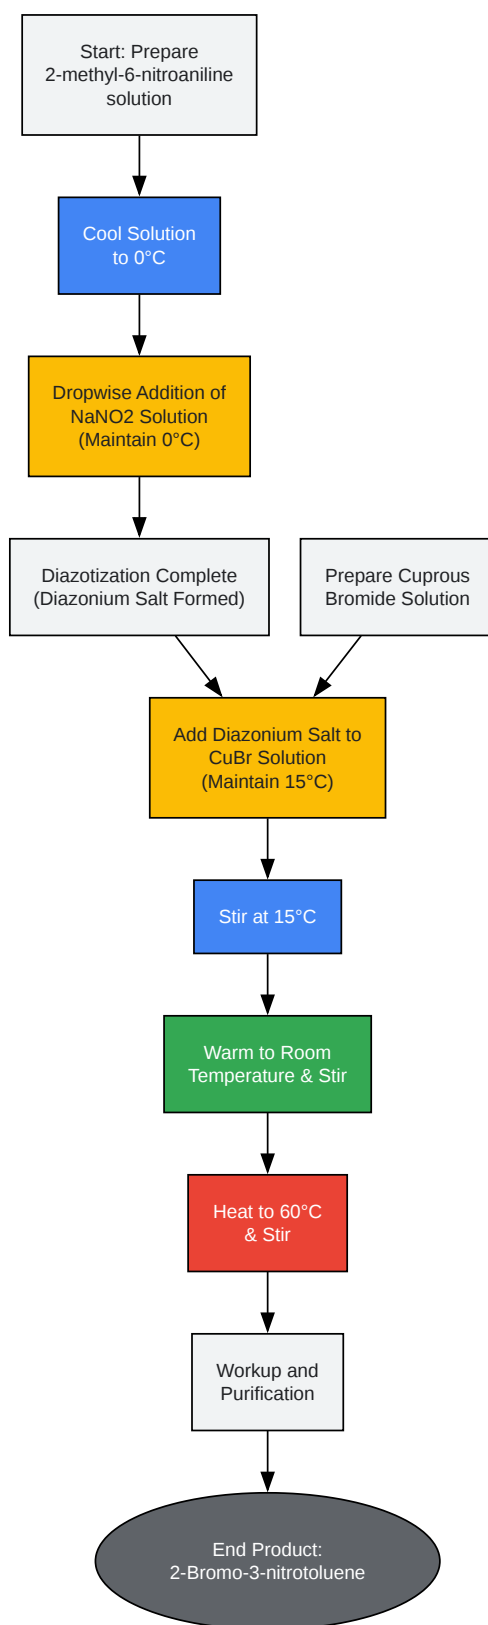 Start: Prepare
2-methyl-6-nitroaniline
solution
Cool Solution
to 0°C
Dropwise Addition of
NaNO2 Solution
(Maintain 0°C)
Diazotization Complete
(Diazonium Salt Formed)
Prepare Cuprous
Bromide Solution
Add Diazonium Salt to
CuBr Solution
(Maintain 15°C)
Stir at 15°C
Warm to Room
Temperature & Stir
Heat to 60°C
& Stir
Workup and
Purification
End Product:
2-Bromo-3-nitrotoluene